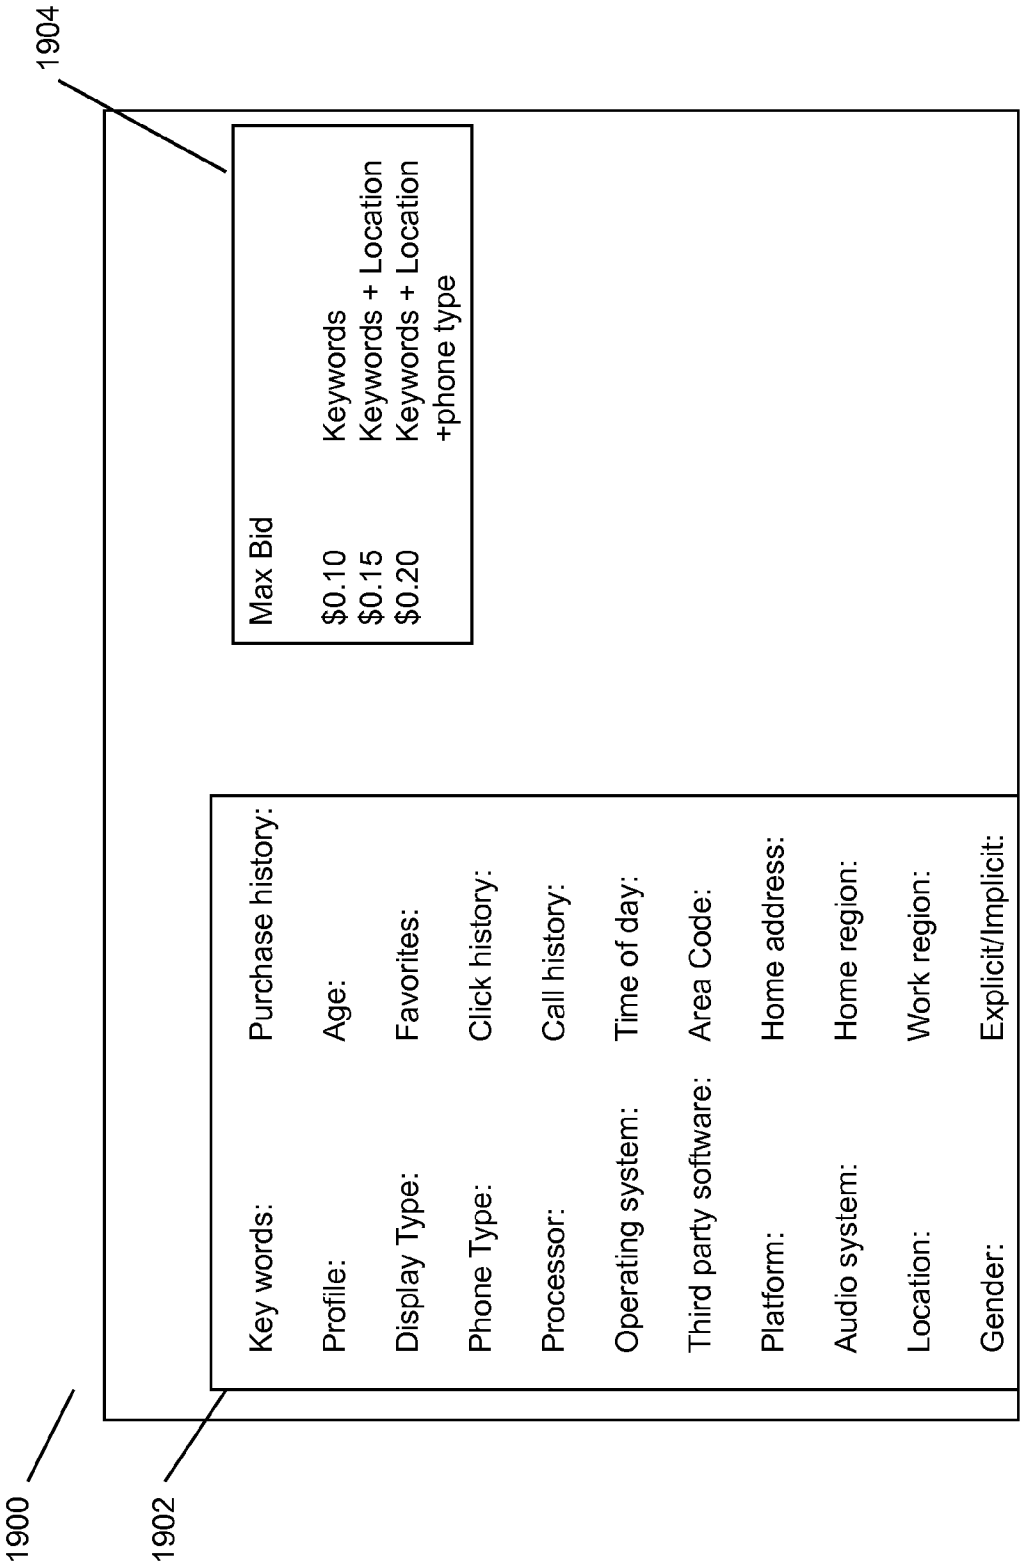 1900
1902
1904
Key words: Purchase history:
Profile: Age:
Display Type: Favorites:
Phone Type: Click history:
Processor: Call history:
Operating system: Time of day:
Third party software: Area Code:
Platform: Home address:
Audio system: Home region:
Location: Work region:
Gender: Explicit/Implicit:
Max Bid
$0.10 Keywords
$0.15 Keywords + Location
$0.20 Keywords + Location
+phone type